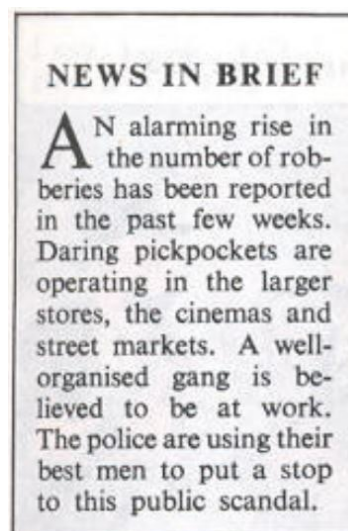 NEWS IN BRIEF
AN alarming rise in
the number of rob-
beries has been reported
in the past few weeks.
Daring pickpockets are
operating in the larger
stores, the cinemas and
street markets. A well-
organised gang is be-
lieved to be at work.
The police are using their
best men to put a stop
to this public scandal.